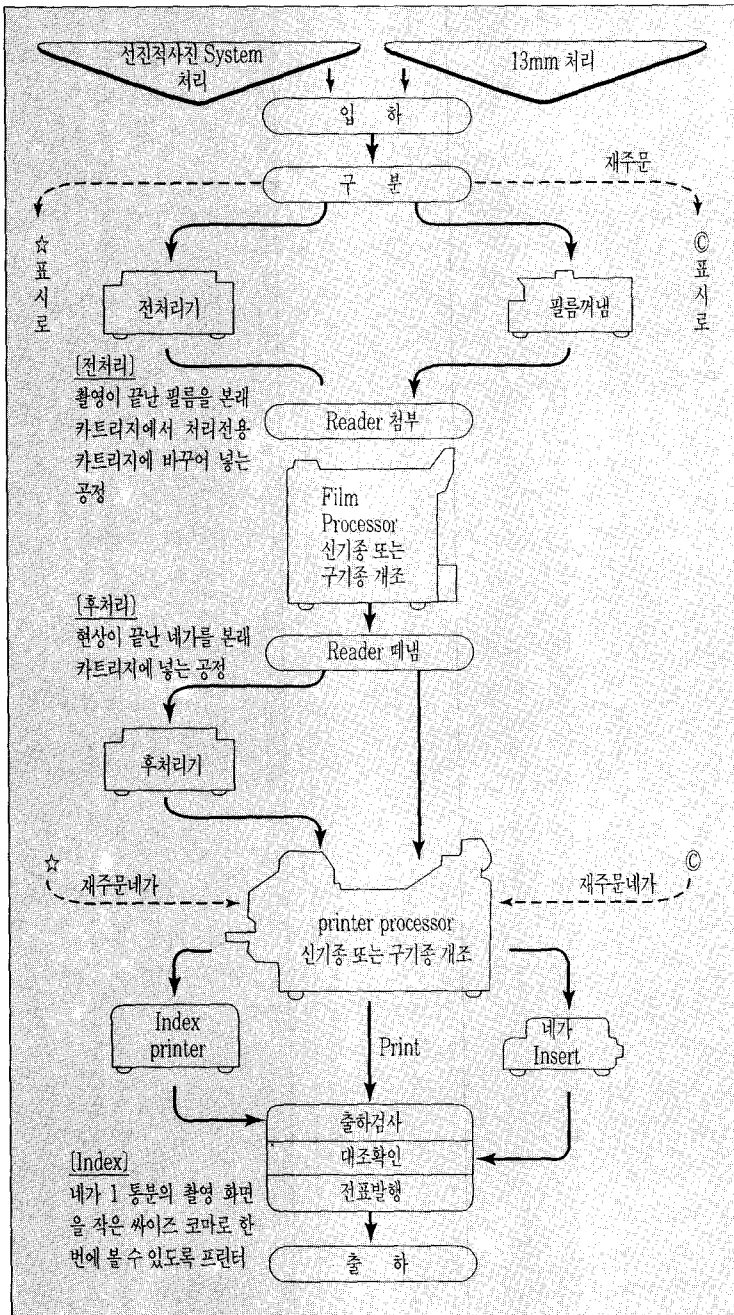 선진적사진 System
처리
13mm 처리
입 하
구 분
재주문
☆표시로
ⓒ표시로
전처리기
필름꺼냄
[전처리]
촬영이 끝난 필름을 본래
카트리지에서 처리전용
카트리지에 바꾸어 넣는
공정
Reader 첨부
Film
Processor
신기종 또는
구기종 개조
[후처리]
현상이 끝난 네가를 본래
카트리지에 넣는 공정
Reader 떼냄
후처리기
☆
재주문네가
ⓒ
재주문네가
printer processor
신기종 또는 구기종 개조
Index
printer
Print
네가
Insert
출하검사
대조확인
전표발행
[Index]
네가 1 통분의 촬영 화면
을 작은 싸이즈 코마로 한
번에 볼 수 있도록 프린터
출 하